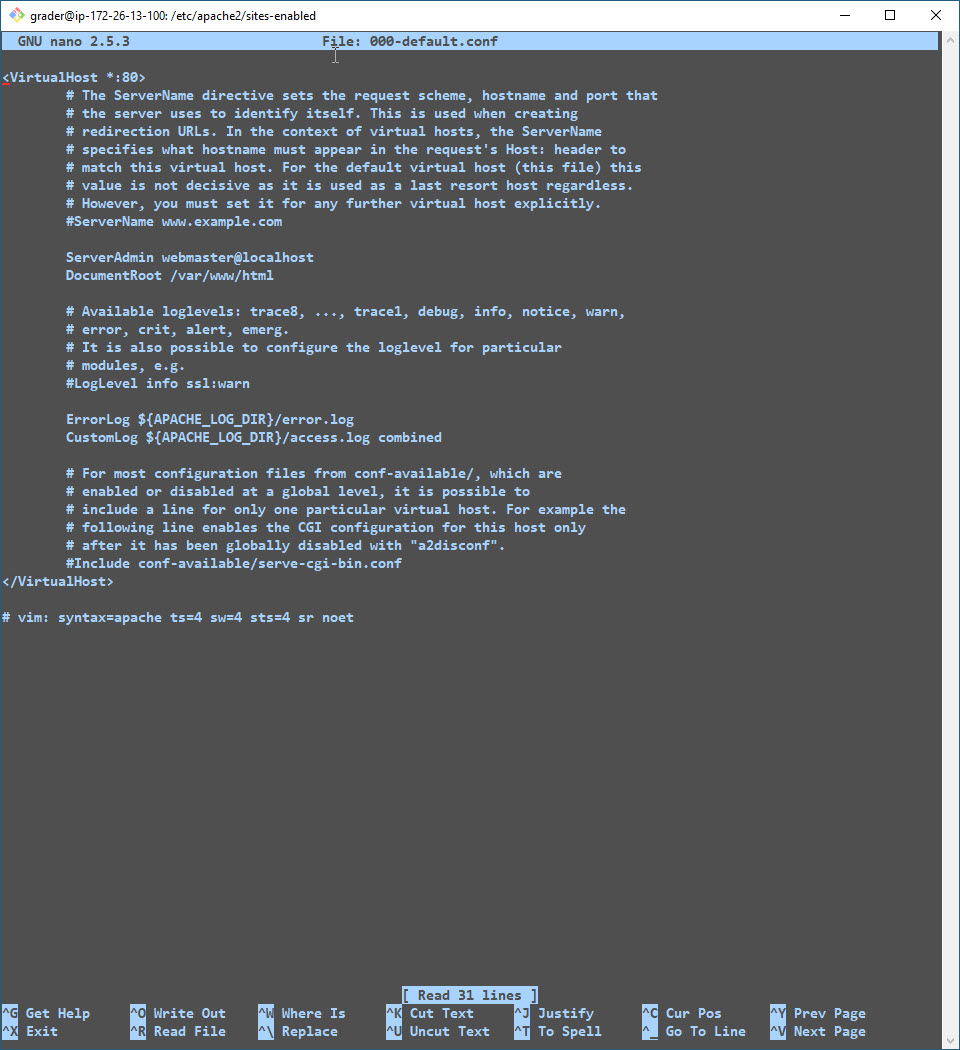 grader@ip-172-26-13-100: /etc/apache2/sites-enabled
GNU nano 2.5.3 File: 000-default.conf
<VirtualHost *:80>
# The ServerName directive sets the request scheme, hostname and port that
# the server uses to identify itself. This is used when creating
# redirection URLs. In the context of virtual hosts, the ServerName
# specifies what hostname must appear in the request's Host: header to
# match this virtual host. For the default virtual host (this file) this
# value is not decisive as it is used as a last resort host regardless.
# However, you must set it for any further virtual host explicitly.
#ServerName www.example.com
ServerAdmin webmaster@localhost
DocumentRoot /var/www/html
# Available loglevels: trace8, ..., trace1, debug, info, notice, warn,
# error, crit, alert, emerg.
# It is also possible to configure the loglevel for particular
# modules, e.g.
#LogLevel info ssl:warn
ErrorLog ${APACHE_LOG_DIR}/error.log
CustomLog ${APACHE_LOG_DIR}/access.log combined
# For most configuration files from conf-available/, which are
# enabled or disabled at a global level, it is possible to
# include a line for only one particular virtual host. For example the
# following line enables the CGI configuration for this host only
# after it has been globally disabled with "a2disconf".
#Include conf-available/serve-cgi-bin.conf
</VirtualHost>
# vim: syntax=apache ts=4 sw=4 sts=4 sr noet
[ Read 31 lines ]
^G Get Help ^O Write Out ^W Where Is ^K Cut Text ^J Justify ^C Cur Pos ^Y Prev Page
^X Exit ^R Read File ^\ Replace ^U Uncut Text ^T To Spell ^_ Go To Line ^V Next Page